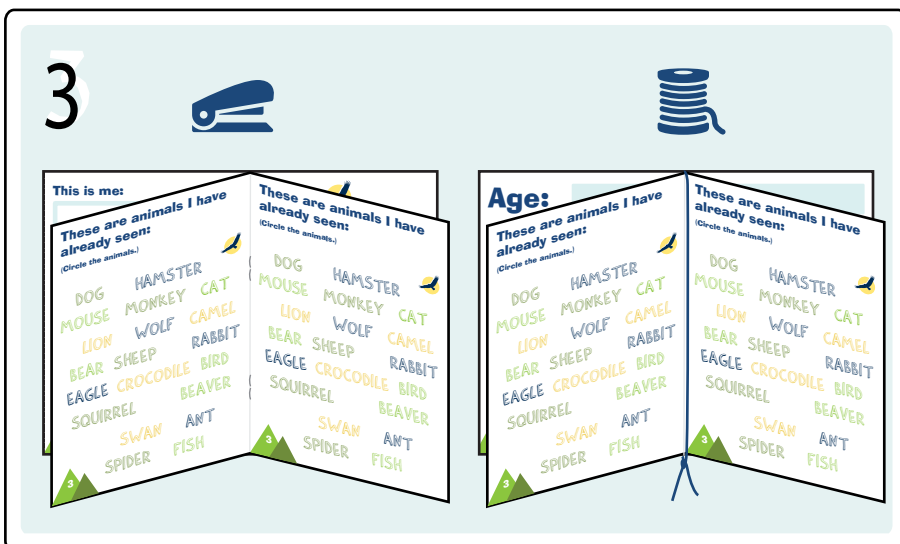 3
This is me:
These are animals I have
already seen:
(Circle the animals.)
DOG HAMSTER CAT
MOUSE MONKEY CAMEL
LION WOLF RABBIT
BEAR SHEEP BIRD
EAGLE CROCODILE BEAVER
SQUIRREL
SWAN ANT
SPIDER FISH
3
These are animals I have
already seen:
(Circle the animals.)
DOG HAMSTER
MOUSE MONKEY CAT
LION WOLF CAMEL
BEAR SHEEP RABBIT
EAGLE CROCODILE BIRD
SQUIRREL BEAVER
SWAN ANT
SPIDER FISH
3
Age:
These are animals I have
already seen:
(Circle the animals.)
DOG HAMSTER CAT
MOUSE MONKEY CAMEL
LION WOLF RABBIT
BEAR SHEEP BIRD
EAGLE CROCODILE BEAVER
SQUIRREL
SWAN ANT
SPIDER FISH
3
These are animals I have
already seen:
(Circle the animals.)
DOG HAMSTER
MOUSE MONKEY CAT
LION WOLF CAMEL
BEAR SHEEP RABBIT
EAGLE CROCODILE BIRD
SQUIRREL BEAVER
SWAN ANT
SPIDER FISH
3